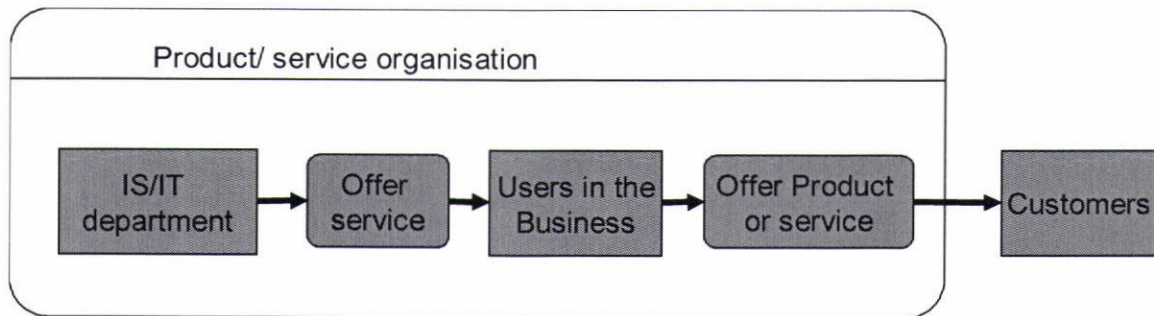 Product/ service organisation
IS/IT
department
Offer
service
Users in the
Business
Offer Product
or service
Customers